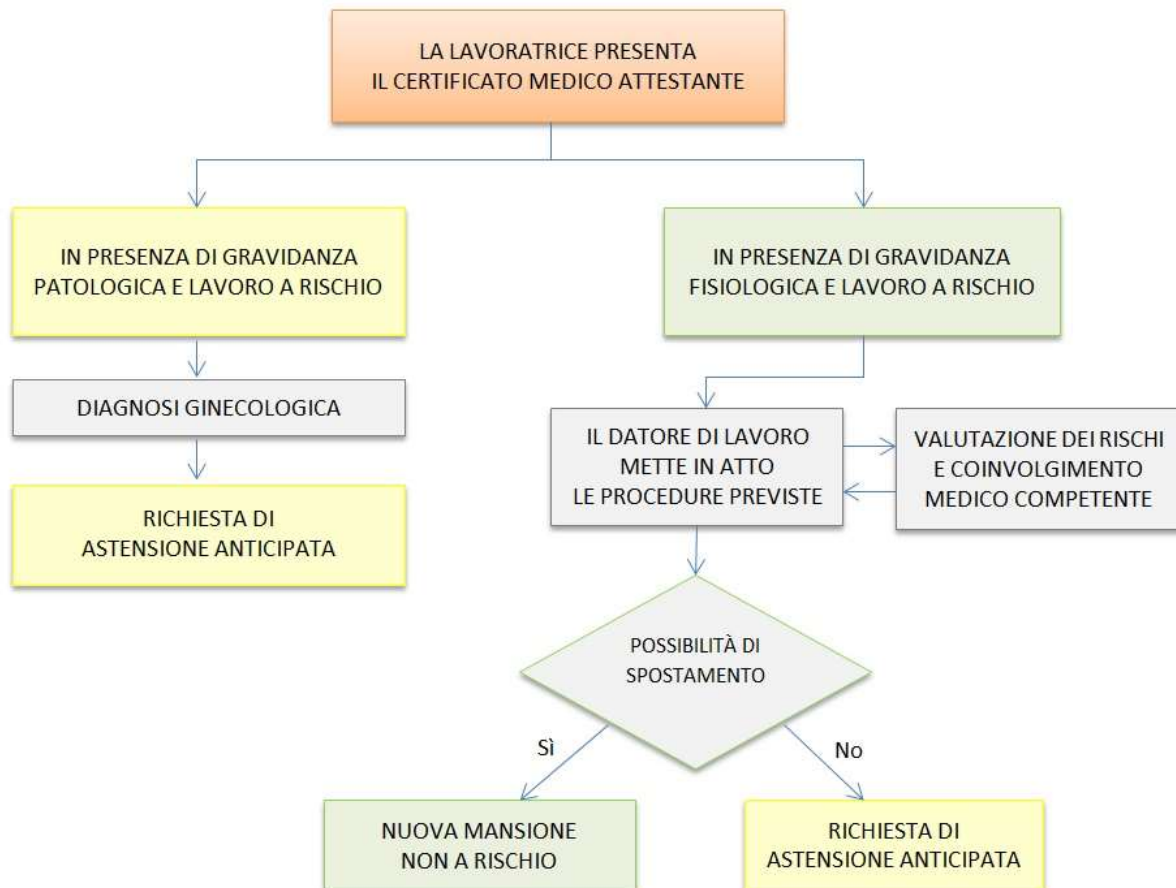 LA LAVORATRICE PRESENTA
IL CERTIFICATO MEDICO ATTESTANTE
IN PRESENZA DI GRAVIDANZA
PATOLOGICA E LAVORO A RISCHIO
IN PRESENZA DI GRAVIDANZA
FISIOLOGICA E LAVORO A RISCHIO
DIAGNOSI GINECOLOGICA
RICHIESTA DI
ASTENSIONE ANTICIPATA
IL DATORE DI LAVORO
METTE IN ATTO
LE PROCEDURE PREVISTE
VALUTAZIONE DEI RISCHI
E COINVOLGIMENTO
MEDICO COMPETENTE
POSSIBILITÀ DI
SPOSTAMENTO
Sì
No
NUOVA MANSIONE
NON A RISCHIO
RICHIESTA DI
ASTENSIONE ANTICIPATA